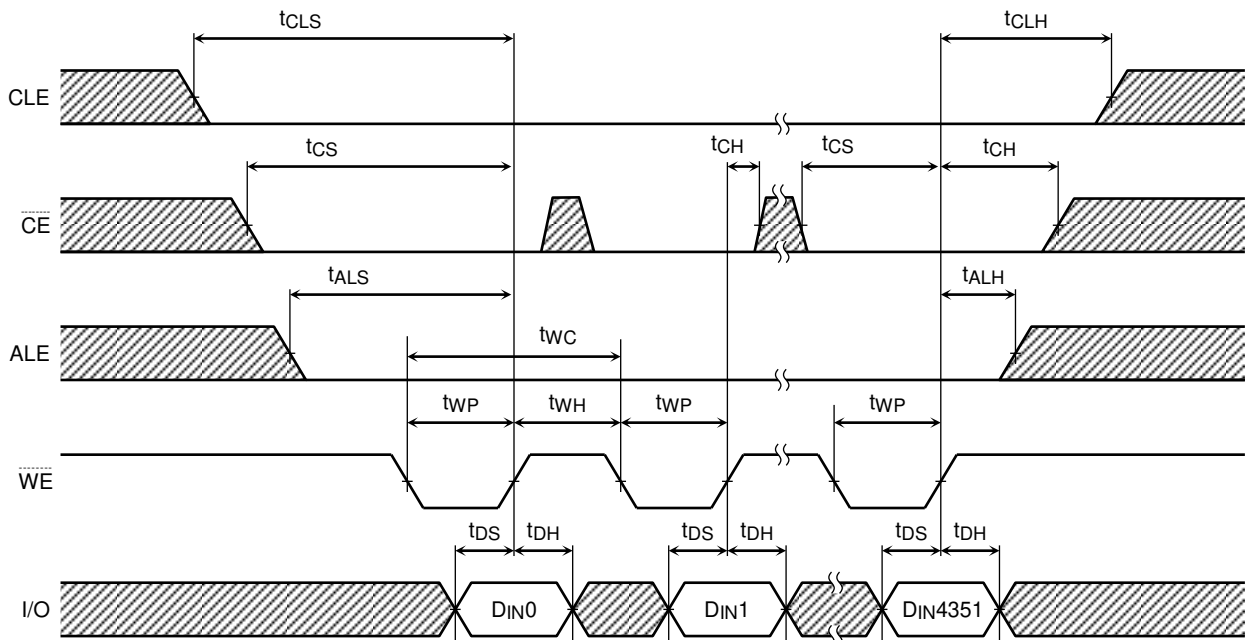 tCLS
tCLH
CLE
tCS
tCH
tCS
tCH
CE
tALS
tALH
tWC
ALE
tWP
tWH
tWP
tWP
WE
tDS
tDH
tDS
tDH
tDS
tDH
I/O
DIN0
DIN1
DIN4351